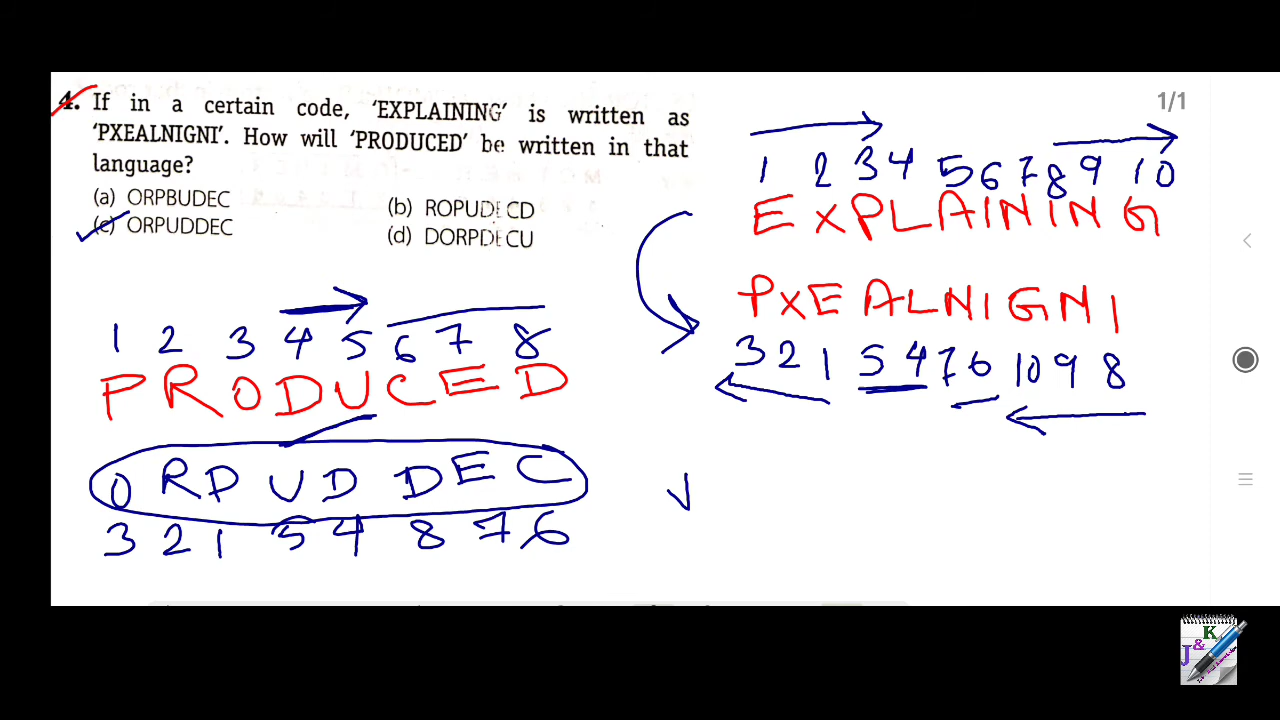 1/1
4. If in a certain code, 'EXPLAINING' is written as
'PXEALNIGNI'. How will 'PRODUCED' be written in that
language?
(a) ORPBUDEC
(b) ROPUDECD
(c) ORPUDDEC
(d) DORPDECU
1 2 3 4 5 6 7 8 9 10
EXPLAINING
PXEALNIGNI
3 2 1 5 4 7 6 10 9 8
1 2 3 4 5 6 7 8
PRODUCED
ORPUDDEC
3 2 1 5 4 8 7 6
J&K